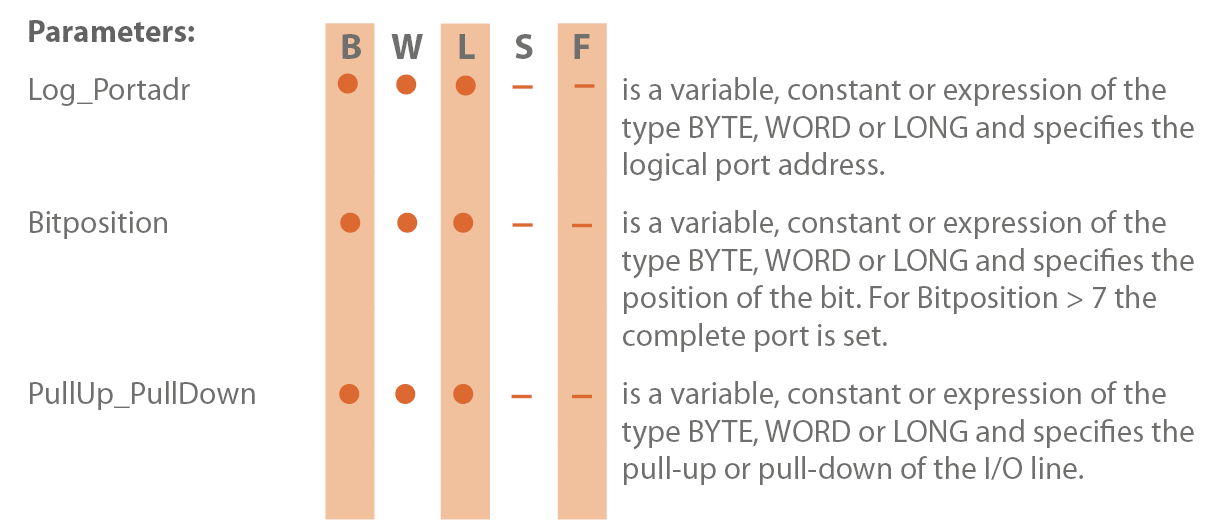 Parameters: B W L S F
Log_Portadr ● ● ● – – is a variable, constant or expression of the
type BYTE, WORD or LONG and specifies the
logical port address.
Bitposition ● ● ● – – is a variable, constant or expression of the
type BYTE, WORD or LONG and specifies the
position of the bit. For Bitposition > 7 the
complete port is set.
PullUp_PullDown ● ● ● – – is a variable, constant or expression of the
type BYTE, WORD or LONG and specifies the
pull-up or pull-down of the I/O line.